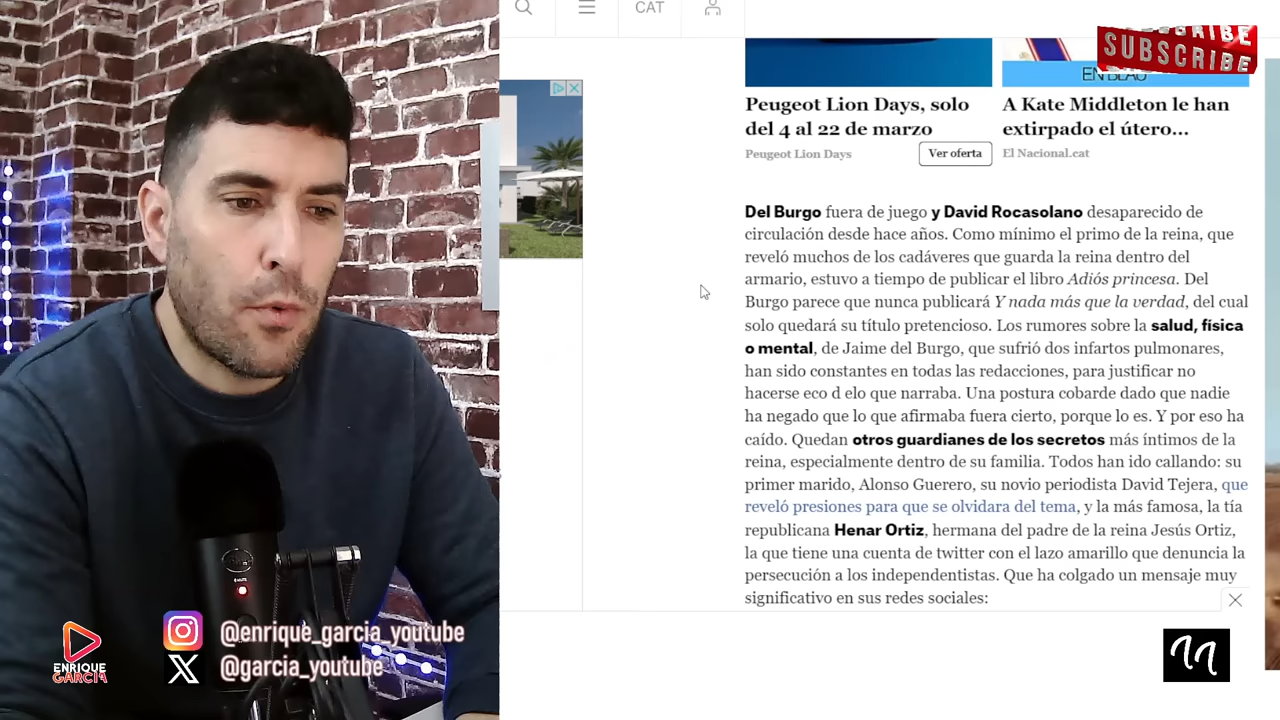 CAT
SUBSCRIBE
EN BLAU
Peugeot Lion Days, solo
del 4 al 22 de marzo
Peugeot Lion Days
Ver oferta
A Kate Middleton le han
extirpado el útero...
El Nacional.cat
Del Burgo fuera de juego y David Rocasolano desaparecido de
circulación desde hace años. Como mínimo el primo de la reina, que
reveló muchos de los cadáveres que guarda la reina dentro del
armario, estuvo a tiempo de publicar el libro Adiós princesa. Del
Burgo parece que nunca publicará Y nada más que la verdad, del cual
solo quedará su título pretencioso. Los rumores sobre la salud, física
o mental, de Jaime del Burgo, que sufrió dos infartos pulmonares,
han sido constantes en todas las redacciones, para justificar no
hacerse eco d elo que narraba. Una postura cobarde dado que nadie
ha negado que lo que afirmaba fuera cierto, porque lo es. Y por eso ha
caído. Quedan otros guardianes de los secretos más íntimos de la
reina, especialmente dentro de su familia. Todos han ido callando: su
primer marido, Alonso Guerero, su novio periodista David Tejera, que
reveló presiones para que se olvidara del tema, y la más famosa, la tía
republicana Henar Ortiz, hermana del padre de la reina Jesús Ortiz,
la que tiene una cuenta de twitter con el lazo amarillo que denuncia la
persecución a los independentistas. Que ha colgado un mensaje muy
significativo en sus redes sociales:
ENRIQUE
GARCIA
@enrique_garcia_youtube
@garcia_youtube